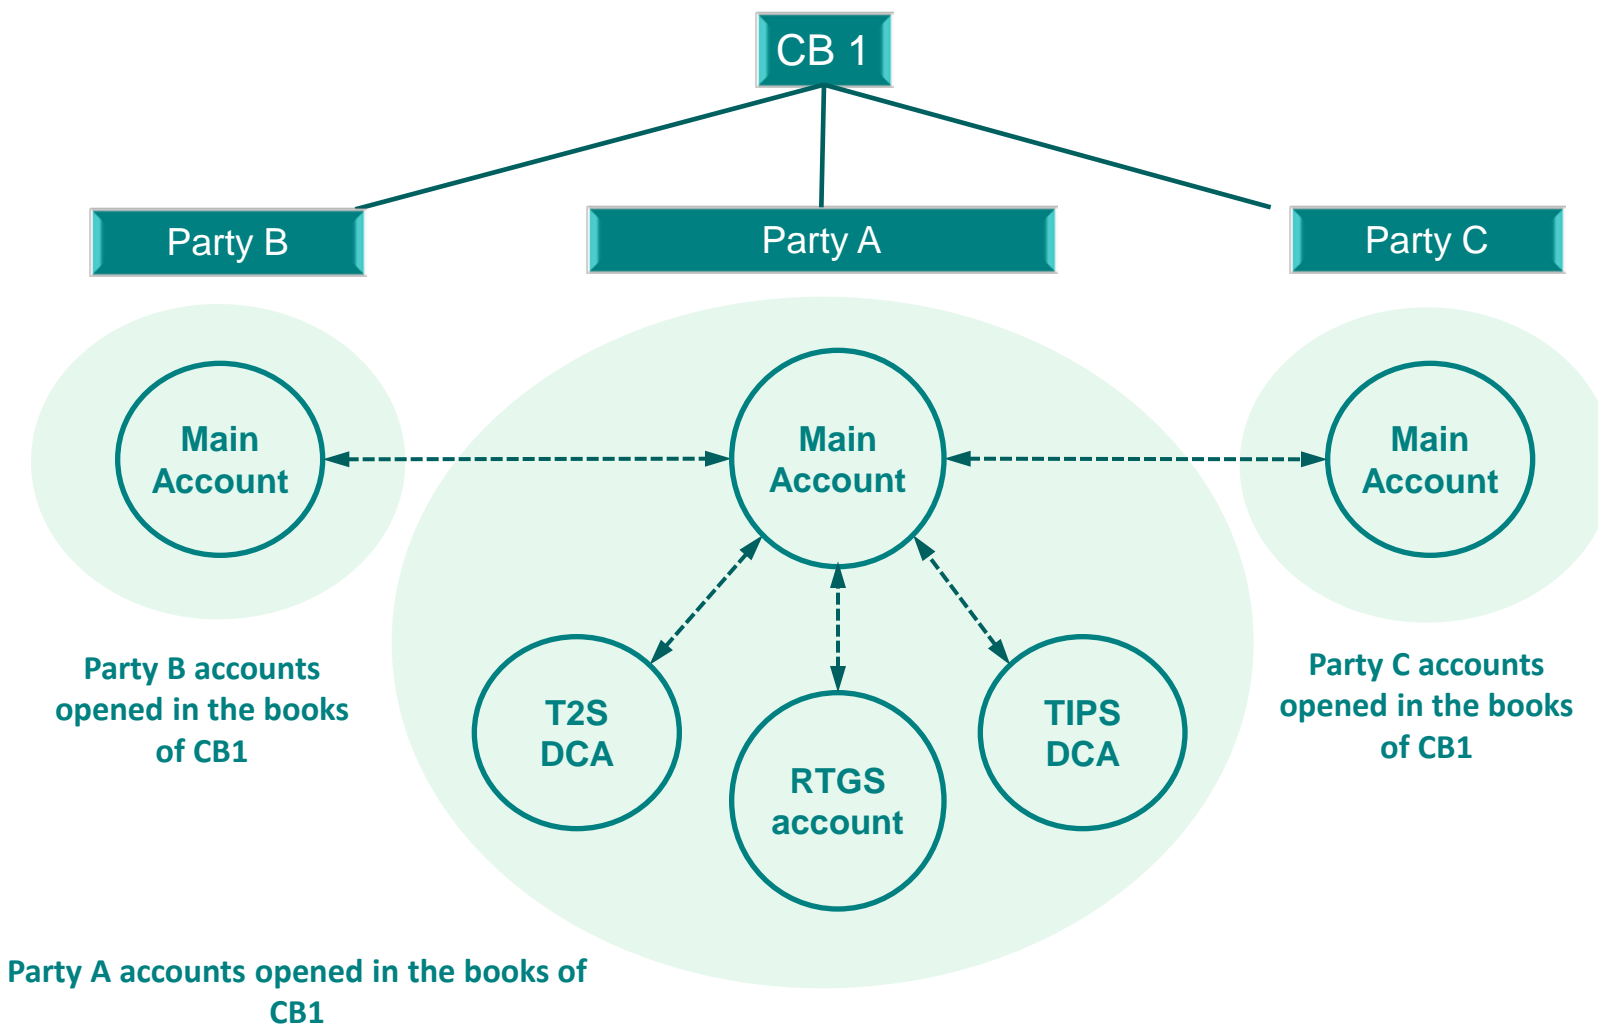 CB 1
Party B
Party A
Party C
Main
Account
Main
Account
Main
Account
T2S
DCA
RTGS
account
TIPS
DCA
Party B accounts
opened in the books
of CB1
Party C accounts
opened in the books
of CB1
Party A accounts opened in the books of
CB1